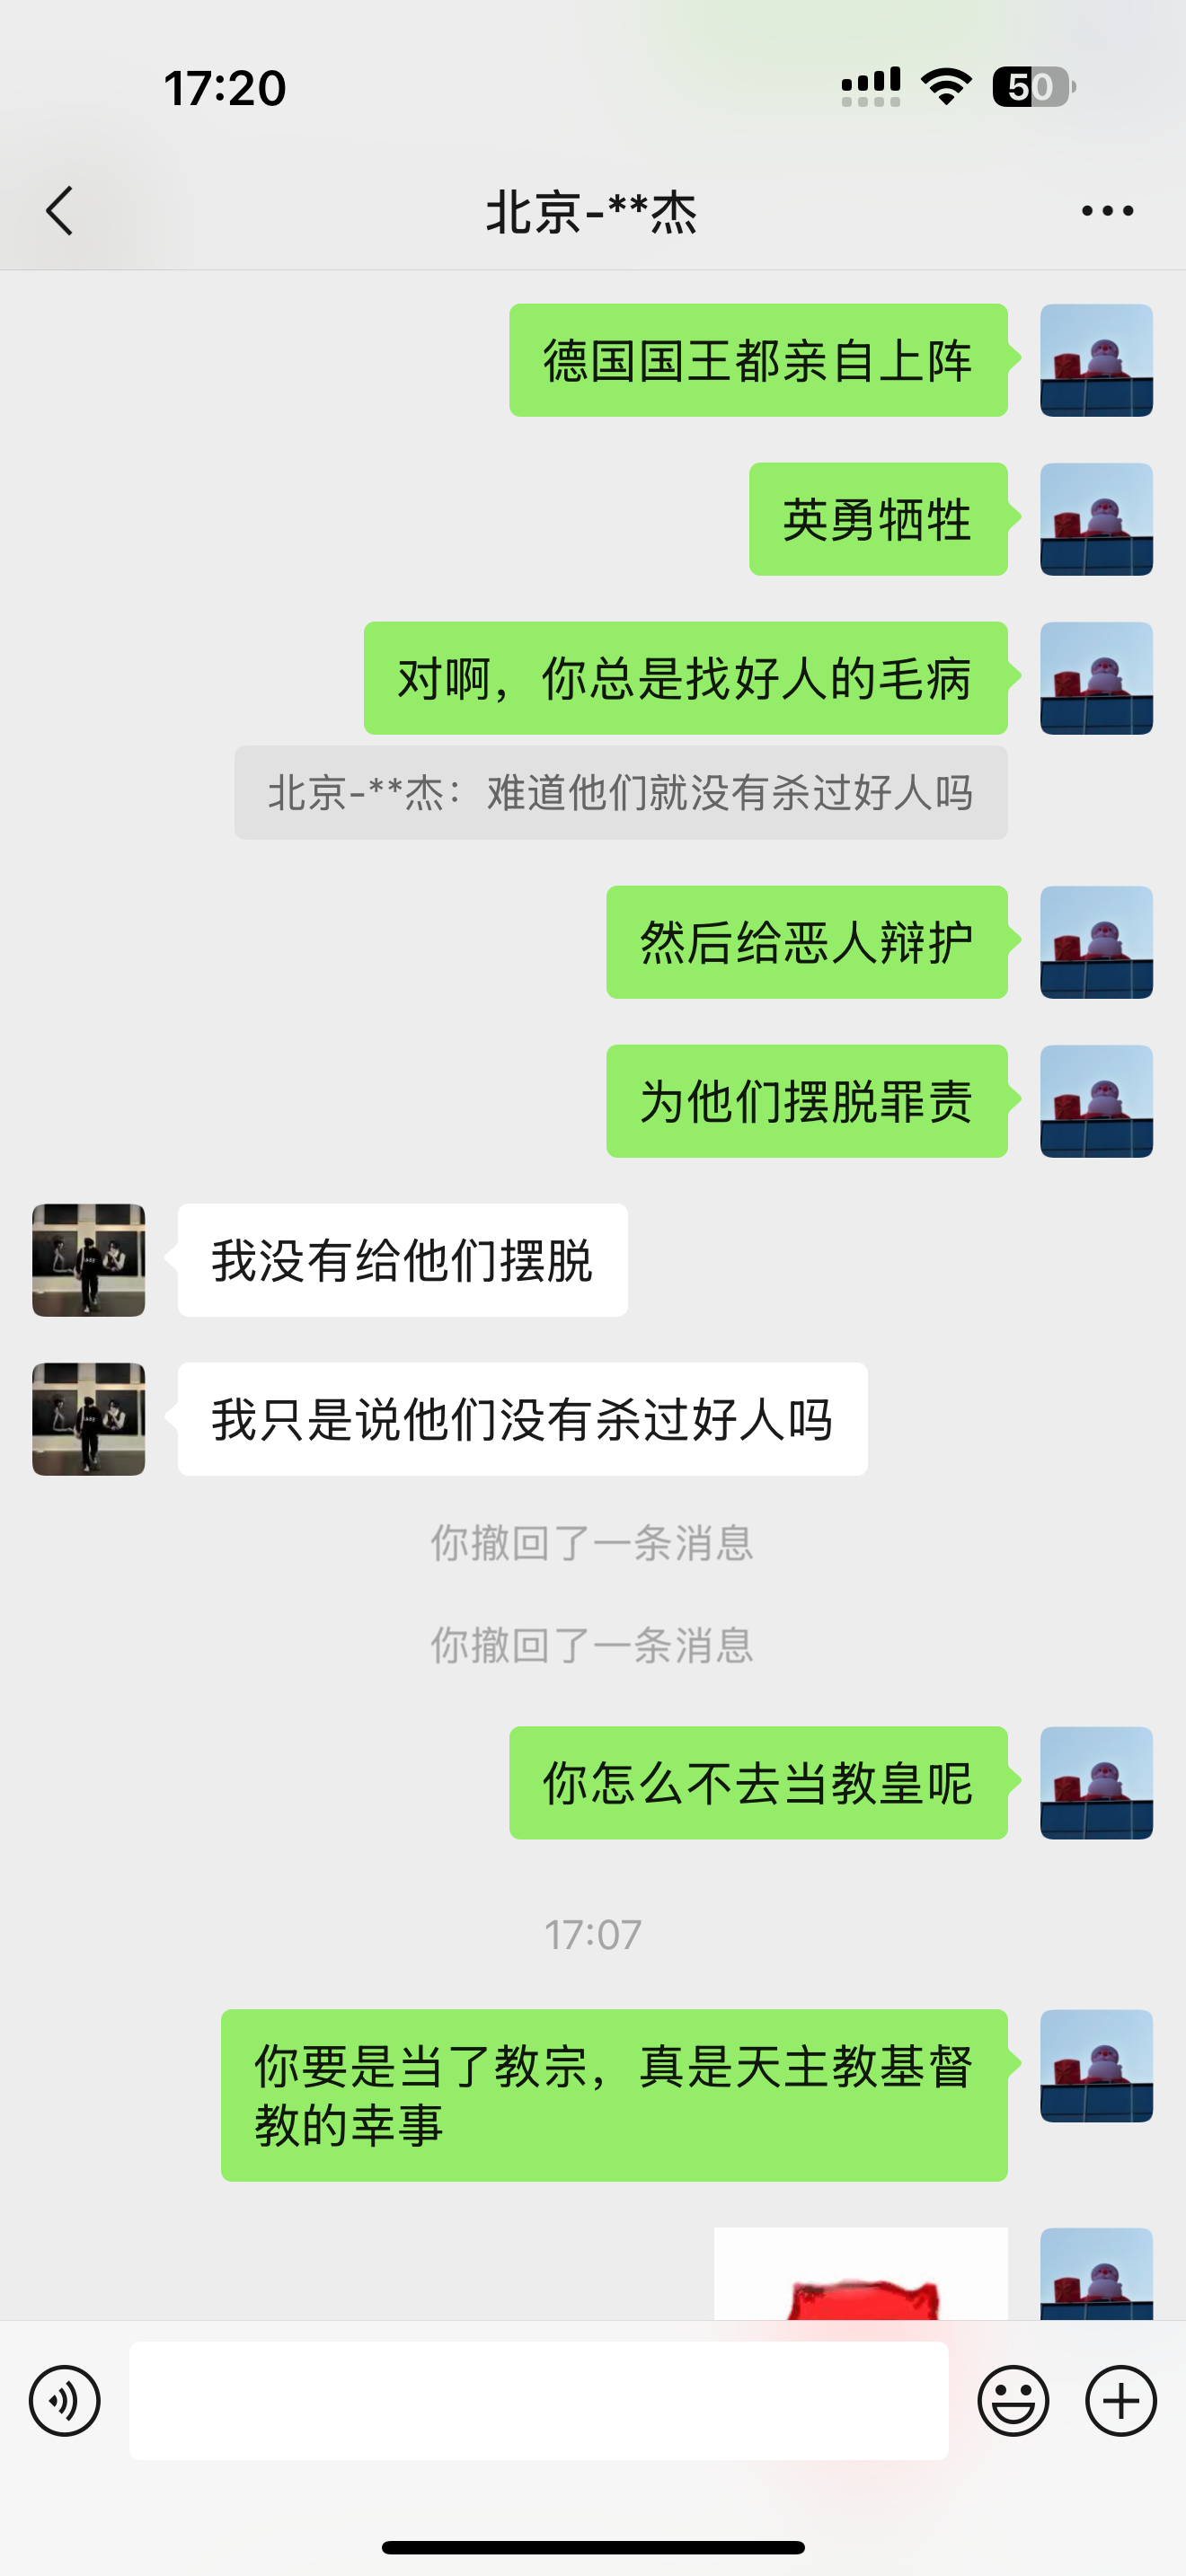 17:20
50
北京-**杰
德国国王都亲自上阵
英勇牺牲
对啊，你总是找好人的毛病
北京-**杰：难道他们就没有杀过好人吗
然后给恶人辩护
为他们摆脱罪责
我没有给他们摆脱
我只是说他们没有杀过好人吗
你撤回了一条消息
你撤回了一条消息
你怎么不去当教皇呢
17:07
你要是当了教宗，真是天主教基督
教的幸事